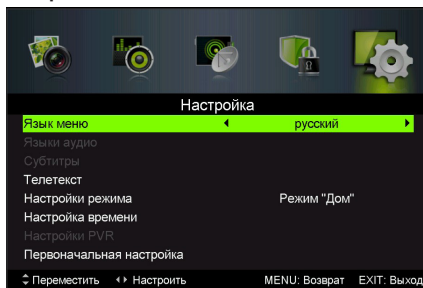 Настройка
Язык меню русский
Языки аудио
Субтитры
Телетекст
Настройки режима Режим "Дом"
Настройка времени
Настройки PVR
Первоначальная настройка
Переместить Настроить MENU: Возврат EXIT: Выход